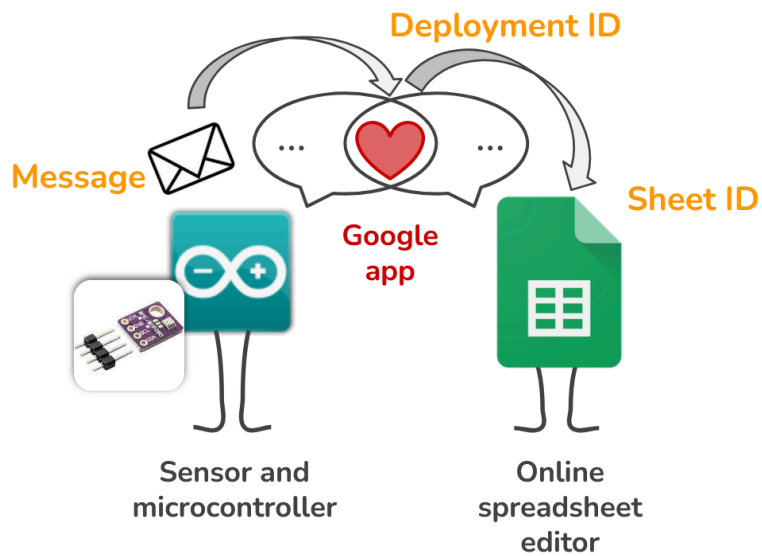 Deployment ID
Message
...
...
Sheet ID
Google
app
Sensor and
microcontroller
Online
spreadsheet
editor